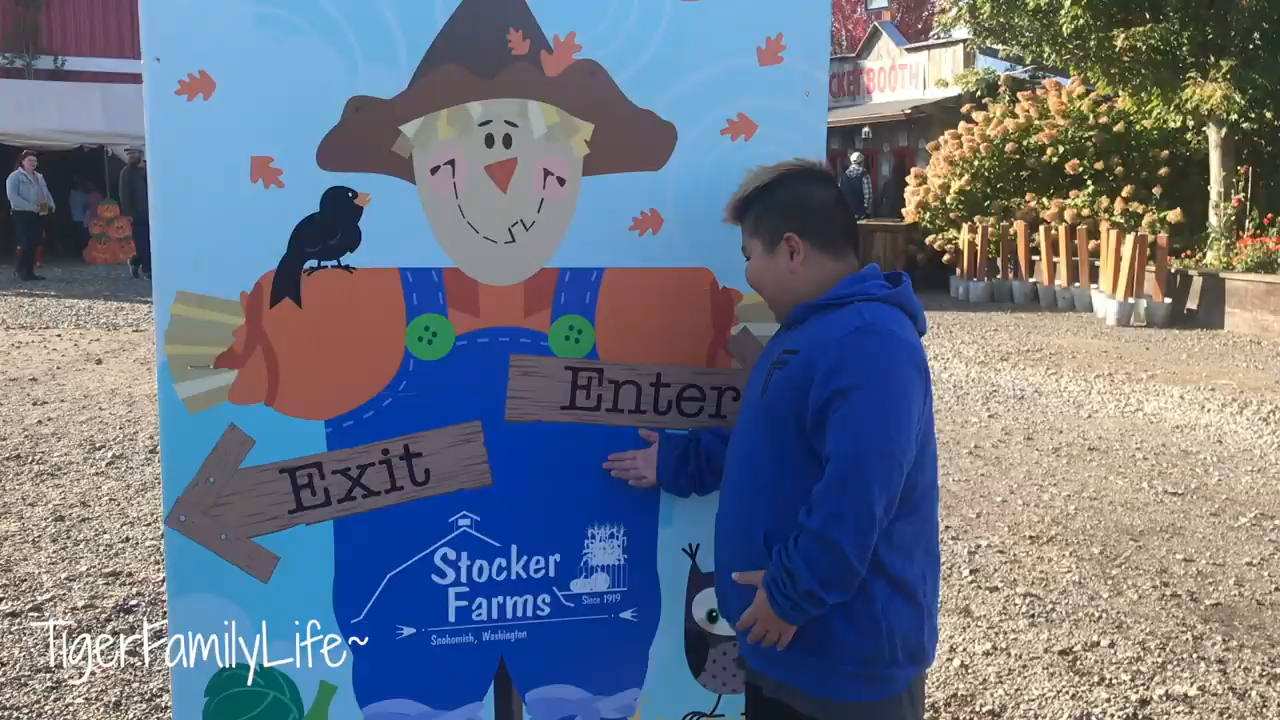 CKET BOOTH
Enter
Exit
Stocker
Farms
Since 1919
Snohomish, Washington
TigerFamilyLife~